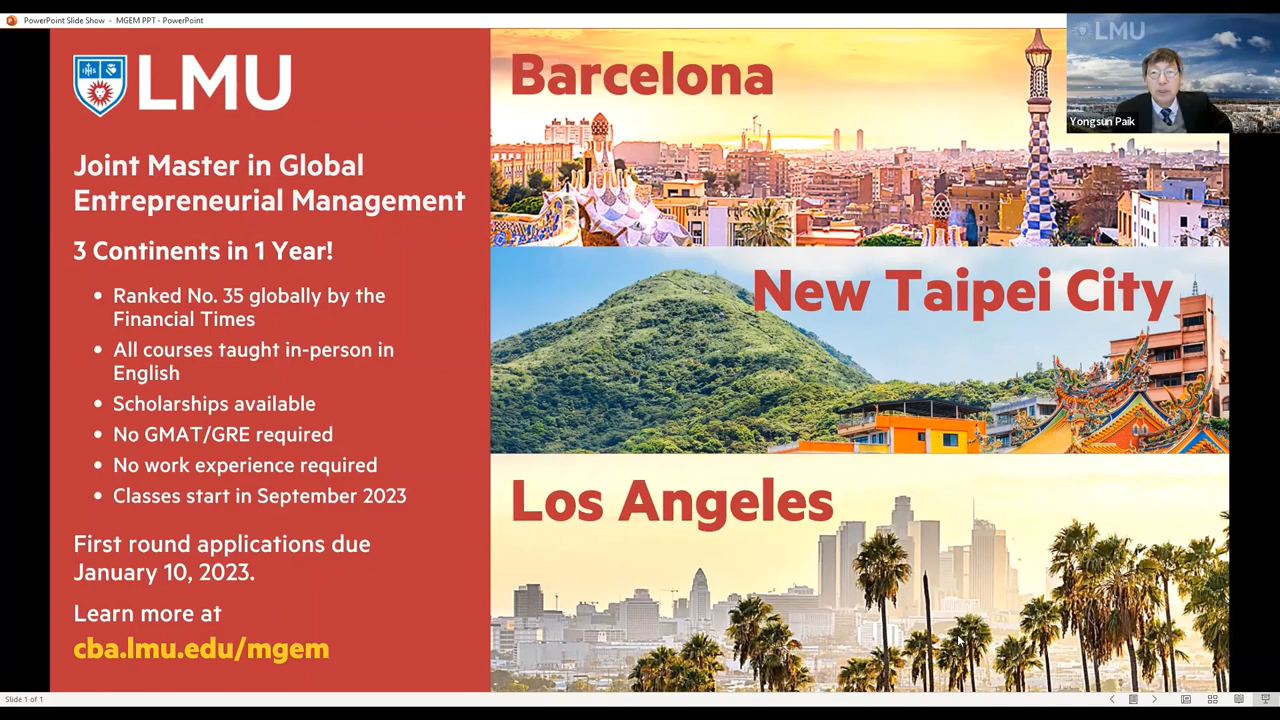 PowerPoint Slide Show - MGEM PPT - PowerPoint
LMU
Joint Master in Global
Entrepreneurial Management
3 Continents in 1 Year!
• Ranked No. 35 globally by the
Financial Times
• All courses taught in-person in
English
• Scholarships available
• No GMAT/GRE required
• No work experience required
• Classes start in September 2023
First round applications due
January 10, 2023.
Learn more at
cba.lmu.edu/mgem
Barcelona
New Taipei City
Los Angeles
LMU
Yongsun Paik
Slide 1 of 1